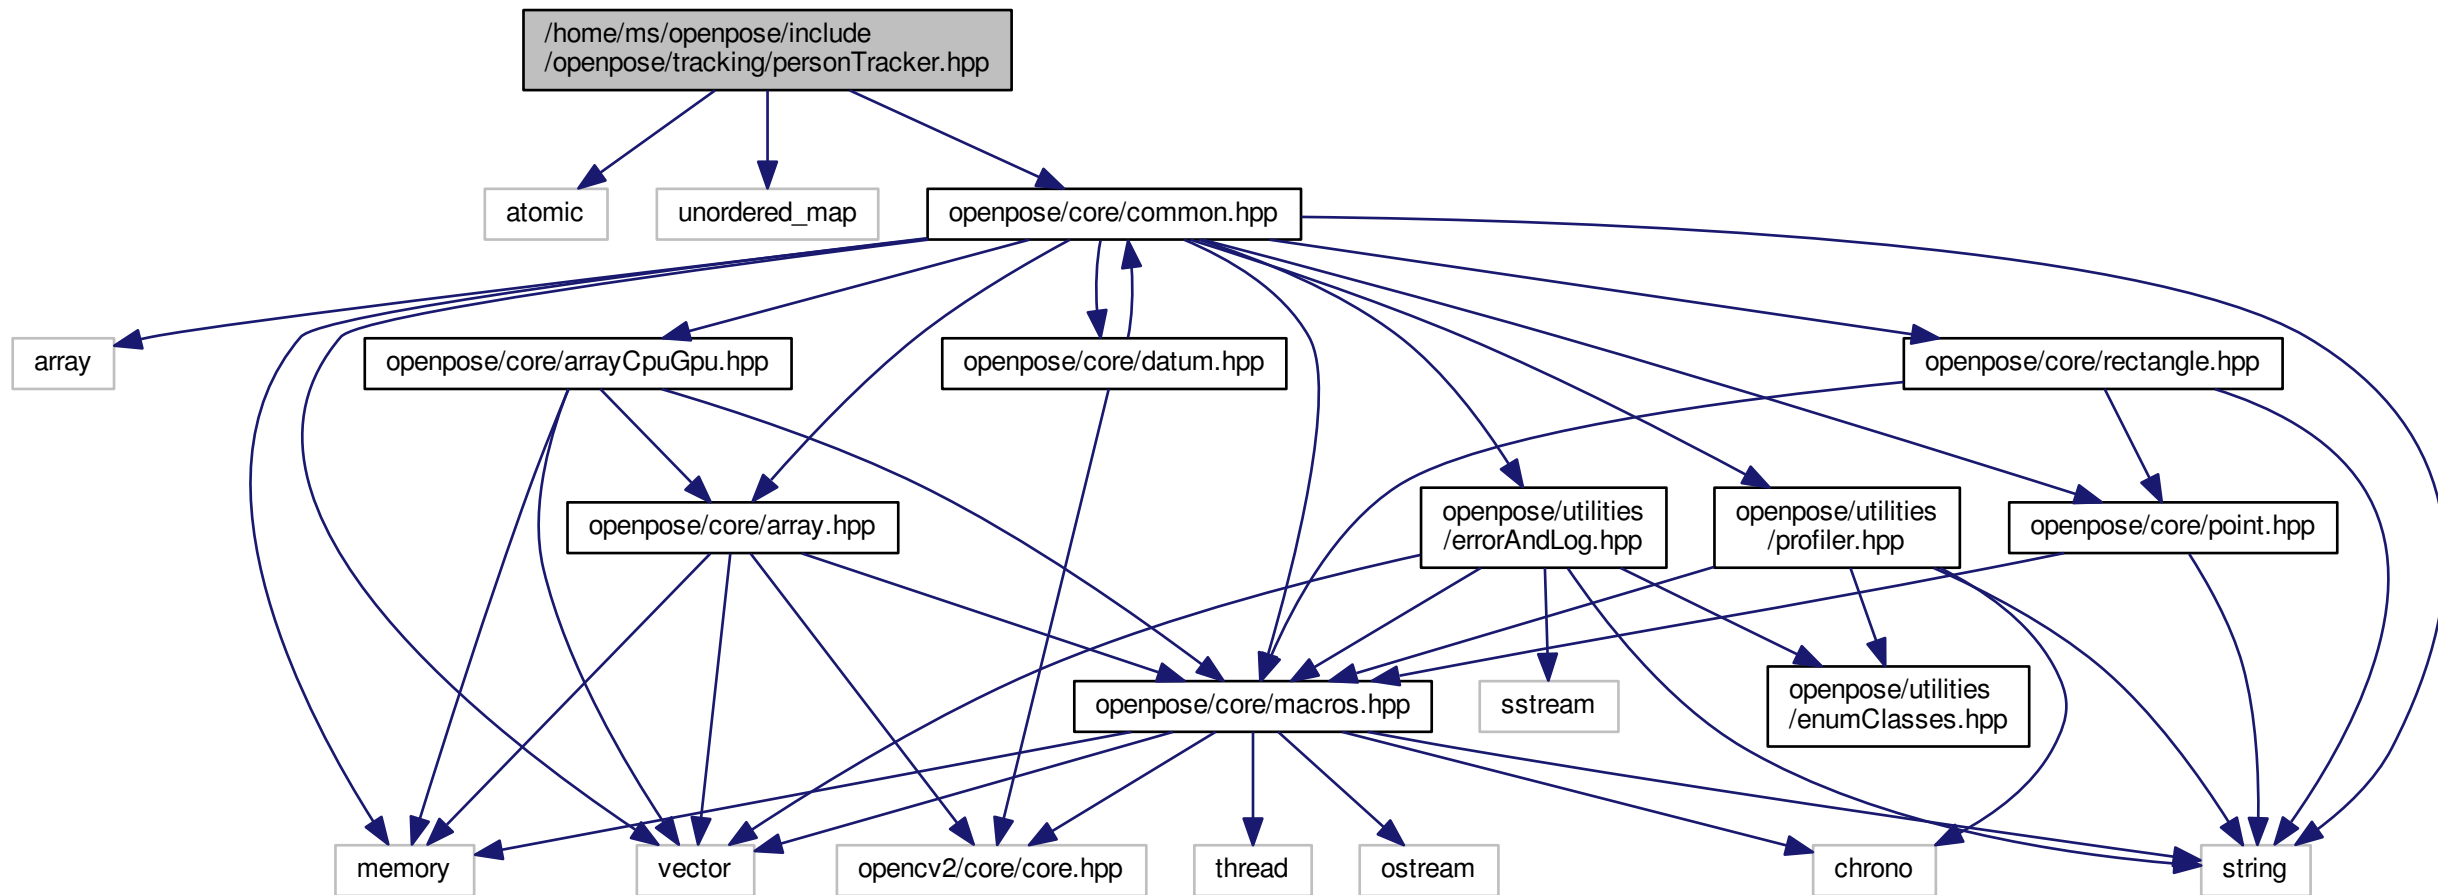 /home/ms/openpose/include
/openpose/tracking/personTracker.hpp
atomic
unordered_map
openpose/core/common.hpp
array
openpose/core/arrayCpuGpu.hpp
openpose/core/datum.hpp
openpose/core/rectangle.hpp
openpose/core/array.hpp
openpose/utilities
/errorAndLog.hpp
openpose/utilities
/profiler.hpp
openpose/core/point.hpp
openpose/core/macros.hpp
sstream
openpose/utilities
/enumClasses.hpp
memory
vector
opencv2/core/core.hpp
thread
ostream
chrono
string